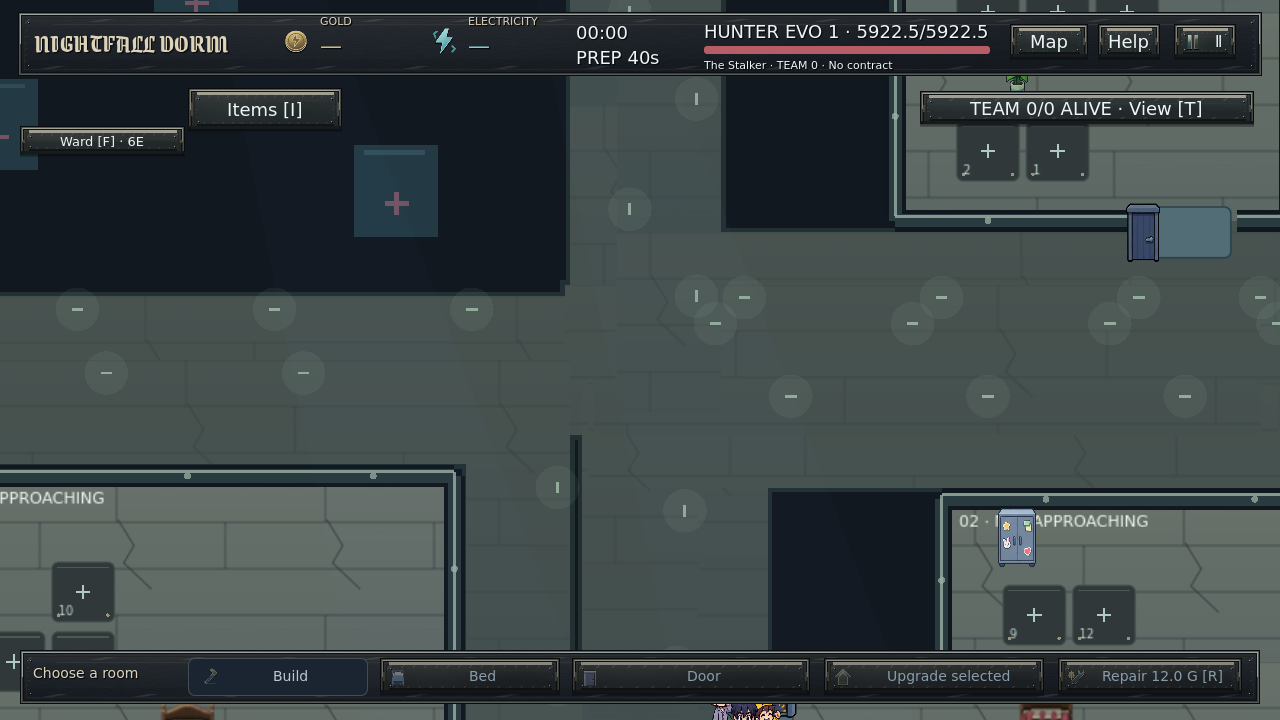 NIGHTFALL DORM
GOLD
—
ELECTRICITY
—
00:00
PREP 40s
HUNTER EVO 1 · 5922.5/5922.5
The Stalker · TEAM 0 · No contract
Map
Help
II
Items [I]
Ward [F] · 6E
TEAM 0/0 ALIVE · View [T]
2
1
PPROACHING
02 ·
APPROACHING
10
9
12
Choose a room
Build
Bed
Door
Upgrade selected
Repair 12.0 G [R]